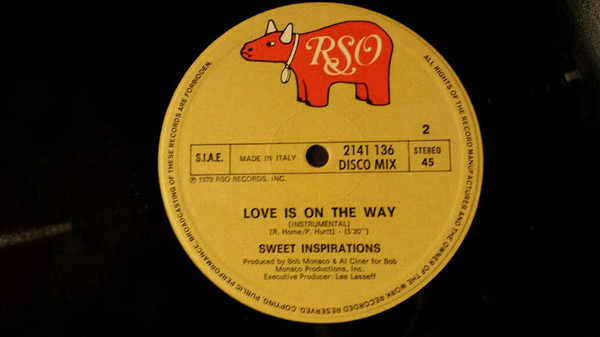 RSO
2
S.I.A.E.
MADE IN ITALY
2141 136
DISCO MIX
STEREO
45
℗ 1979 RSO RECORDS, INC.
LOVE IS ON THE WAY
(INSTRUMENTAL)
(R. Home/P. Hurtt) - (5'20")
SWEET INSPIRATIONS
Produced by Bob Monaco & Al Ciner for Bob
Monaco Productions, Inc.
Executive Producer: Lee Lasseff
ALL RIGHTS OF THE RECORD MANUFACTURER AND THE OWNER OF THE WORK RECORDED RESERVED. COPYING, PUBLIC PERFORMANCE, BROADCASTING OF THESE RECORDS ARE FORBIDDEN.